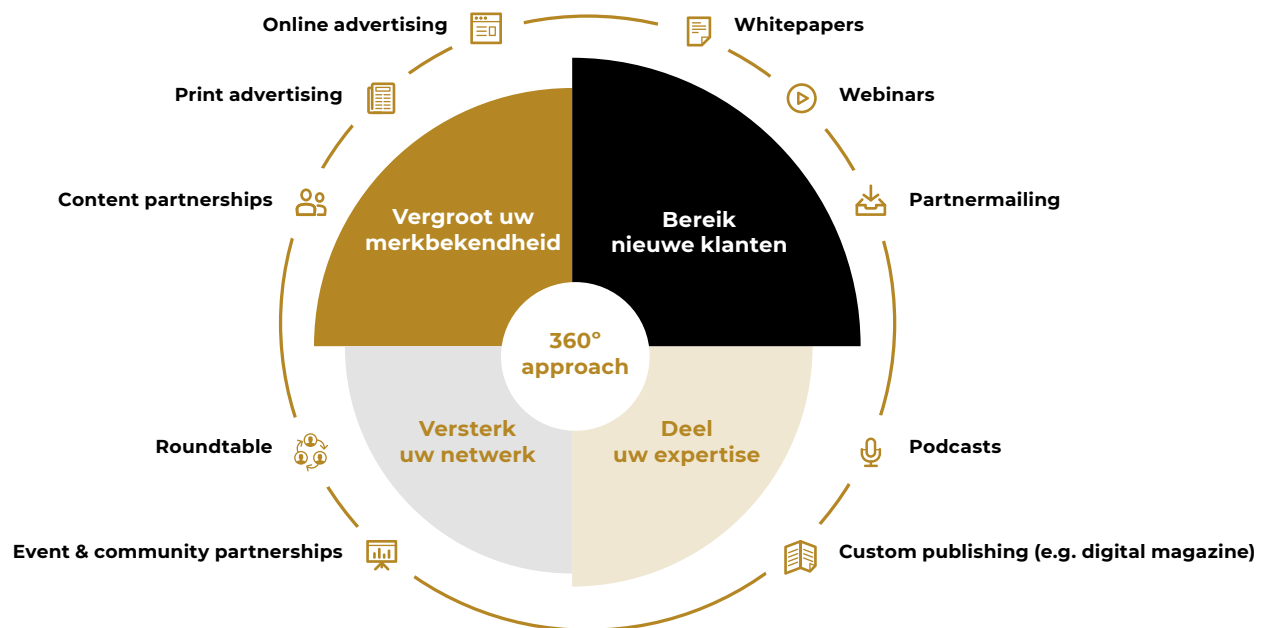 Online advertising
Whitepapers
Print advertising
Webinars
Content partnerships
Partnermailing
Vergroot uw
merkbekendheid
Bereik
nieuwe klanten
360º
approach
Versterk
uw netwerk
Deel
uw expertise
Roundtable
Podcasts
Event & community partnerships
Custom publishing (e.g. digital magazine)